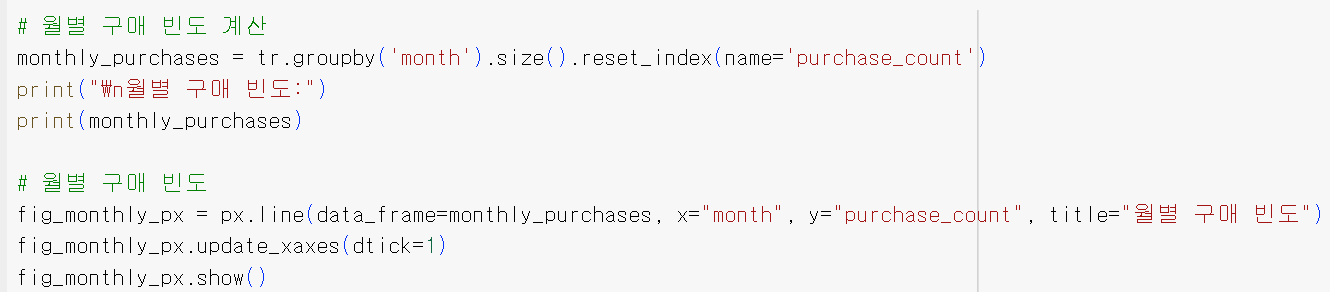 # 월별 구매 빈도 계산
monthly_purchases = tr.groupby('month').size().reset_index(name='purchase_count')
print("₩n월별 구매 빈도:")
print(monthly_purchases)
# 월별 구매 빈도
fig_monthly_px = px.line(data_frame=monthly_purchases, x="month", y="purchase_count", title="월별 구매 빈도")
fig_monthly_px.update_xaxes(dtick=1)
fig_monthly_px.show()